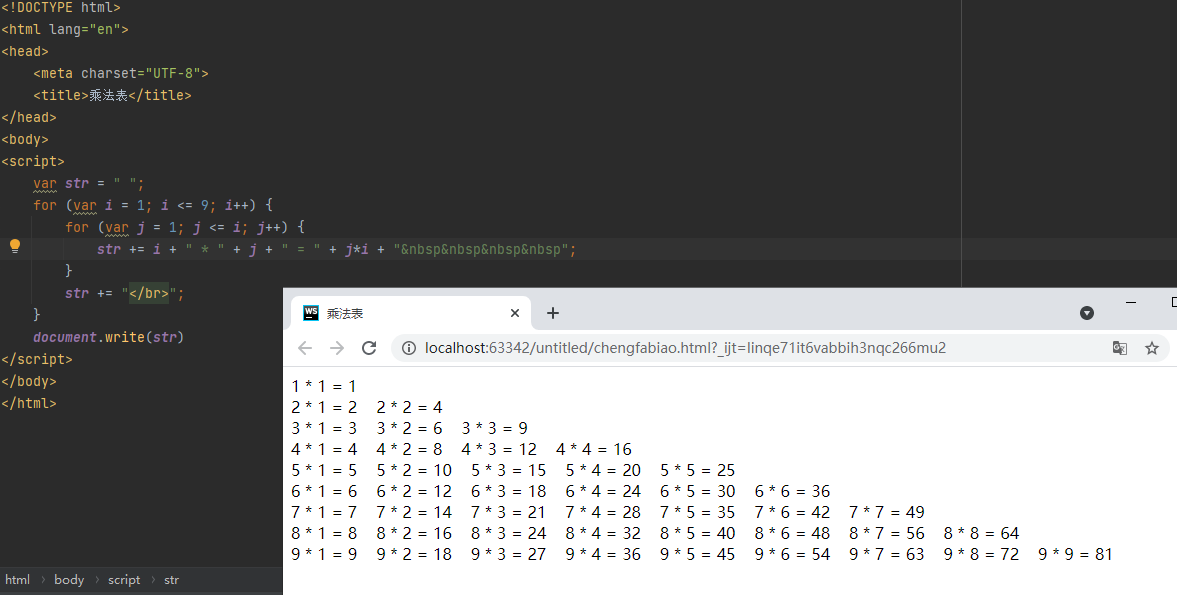 <!DOCTYPE html>
<html lang="en">
<head>
    <meta charset="UTF-8">
    <title>乘法表</title>
</head>
<body>
<script>
    var str = " ";
    for (var i = 1; i <= 9; i++) {
        for (var j = 1; j <= i; j++) {
            str += i + " * " + j + " = " + j*i + "&nbsp&nbsp&nbsp&nbsp";
        }
        str += "</br>";
    }
    document.write(str)
</script>
</body>
</html>
html › body › script › str
WS 乘法表
localhost:63342/untitled/chengfabiao.html?_ijt=linqe71it6vabbih3nqc266mu2
1 * 1 = 1
2 * 1 = 2    2 * 2 = 4
3 * 1 = 3    3 * 2 = 6    3 * 3 = 9
4 * 1 = 4    4 * 2 = 8    4 * 3 = 12    4 * 4 = 16
5 * 1 = 5    5 * 2 = 10    5 * 3 = 15    5 * 4 = 20    5 * 5 = 25
6 * 1 = 6    6 * 2 = 12    6 * 3 = 18    6 * 4 = 24    6 * 5 = 30    6 * 6 = 36
7 * 1 = 7    7 * 2 = 14    7 * 3 = 21    7 * 4 = 28    7 * 5 = 35    7 * 6 = 42    7 * 7 = 49
8 * 1 = 8    8 * 2 = 16    8 * 3 = 24    8 * 4 = 32    8 * 5 = 40    8 * 6 = 48    8 * 7 = 56    8 * 8 = 64
9 * 1 = 9    9 * 2 = 18    9 * 3 = 27    9 * 4 = 36    9 * 5 = 45    9 * 6 = 54    9 * 7 = 63    9 * 8 = 72    9 * 9 = 81